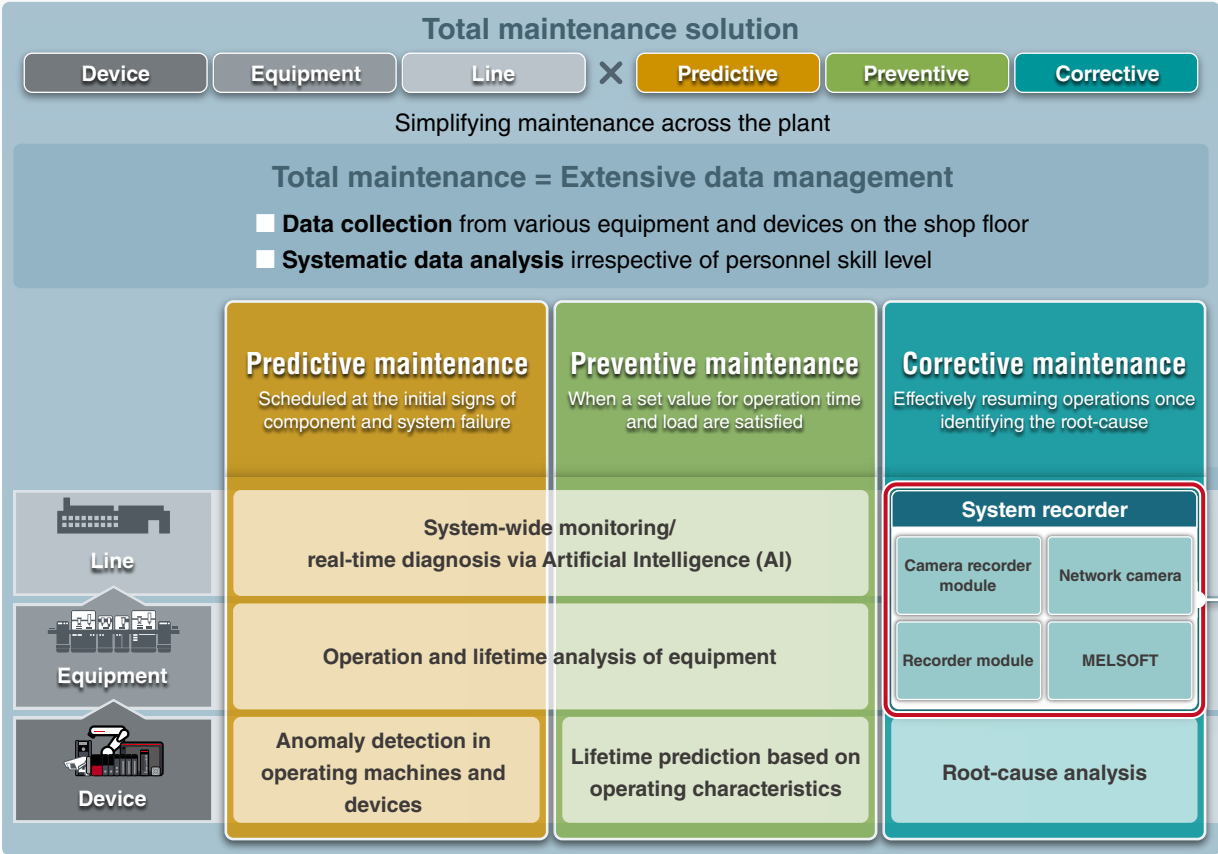 Total maintenance solution
Device
Equipment
Line
×
Predictive
Preventive
Corrective
Simplifying maintenance across the plant
Total maintenance = Extensive data management
Data collection from various equipment and devices on the shop floor
Systematic data analysis irrespective of personnel skill level
Predictive maintenance
Scheduled at the initial signs of
component and system failure
Preventive maintenance
When a set value for operation time
and load are satisfied
Corrective maintenance
Effectively resuming operations once
identifying the root-cause
Line
System-wide monitoring/
real-time diagnosis via Artificial Intelligence (AI)
System recorder
Camera recorder
module
Network camera
Recorder module
MELSOFT
Equipment
Operation and lifetime analysis of equipment
Device
Anomaly detection in
operating machines and
devices
Lifetime prediction based on
operating characteristics
Root-cause analysis